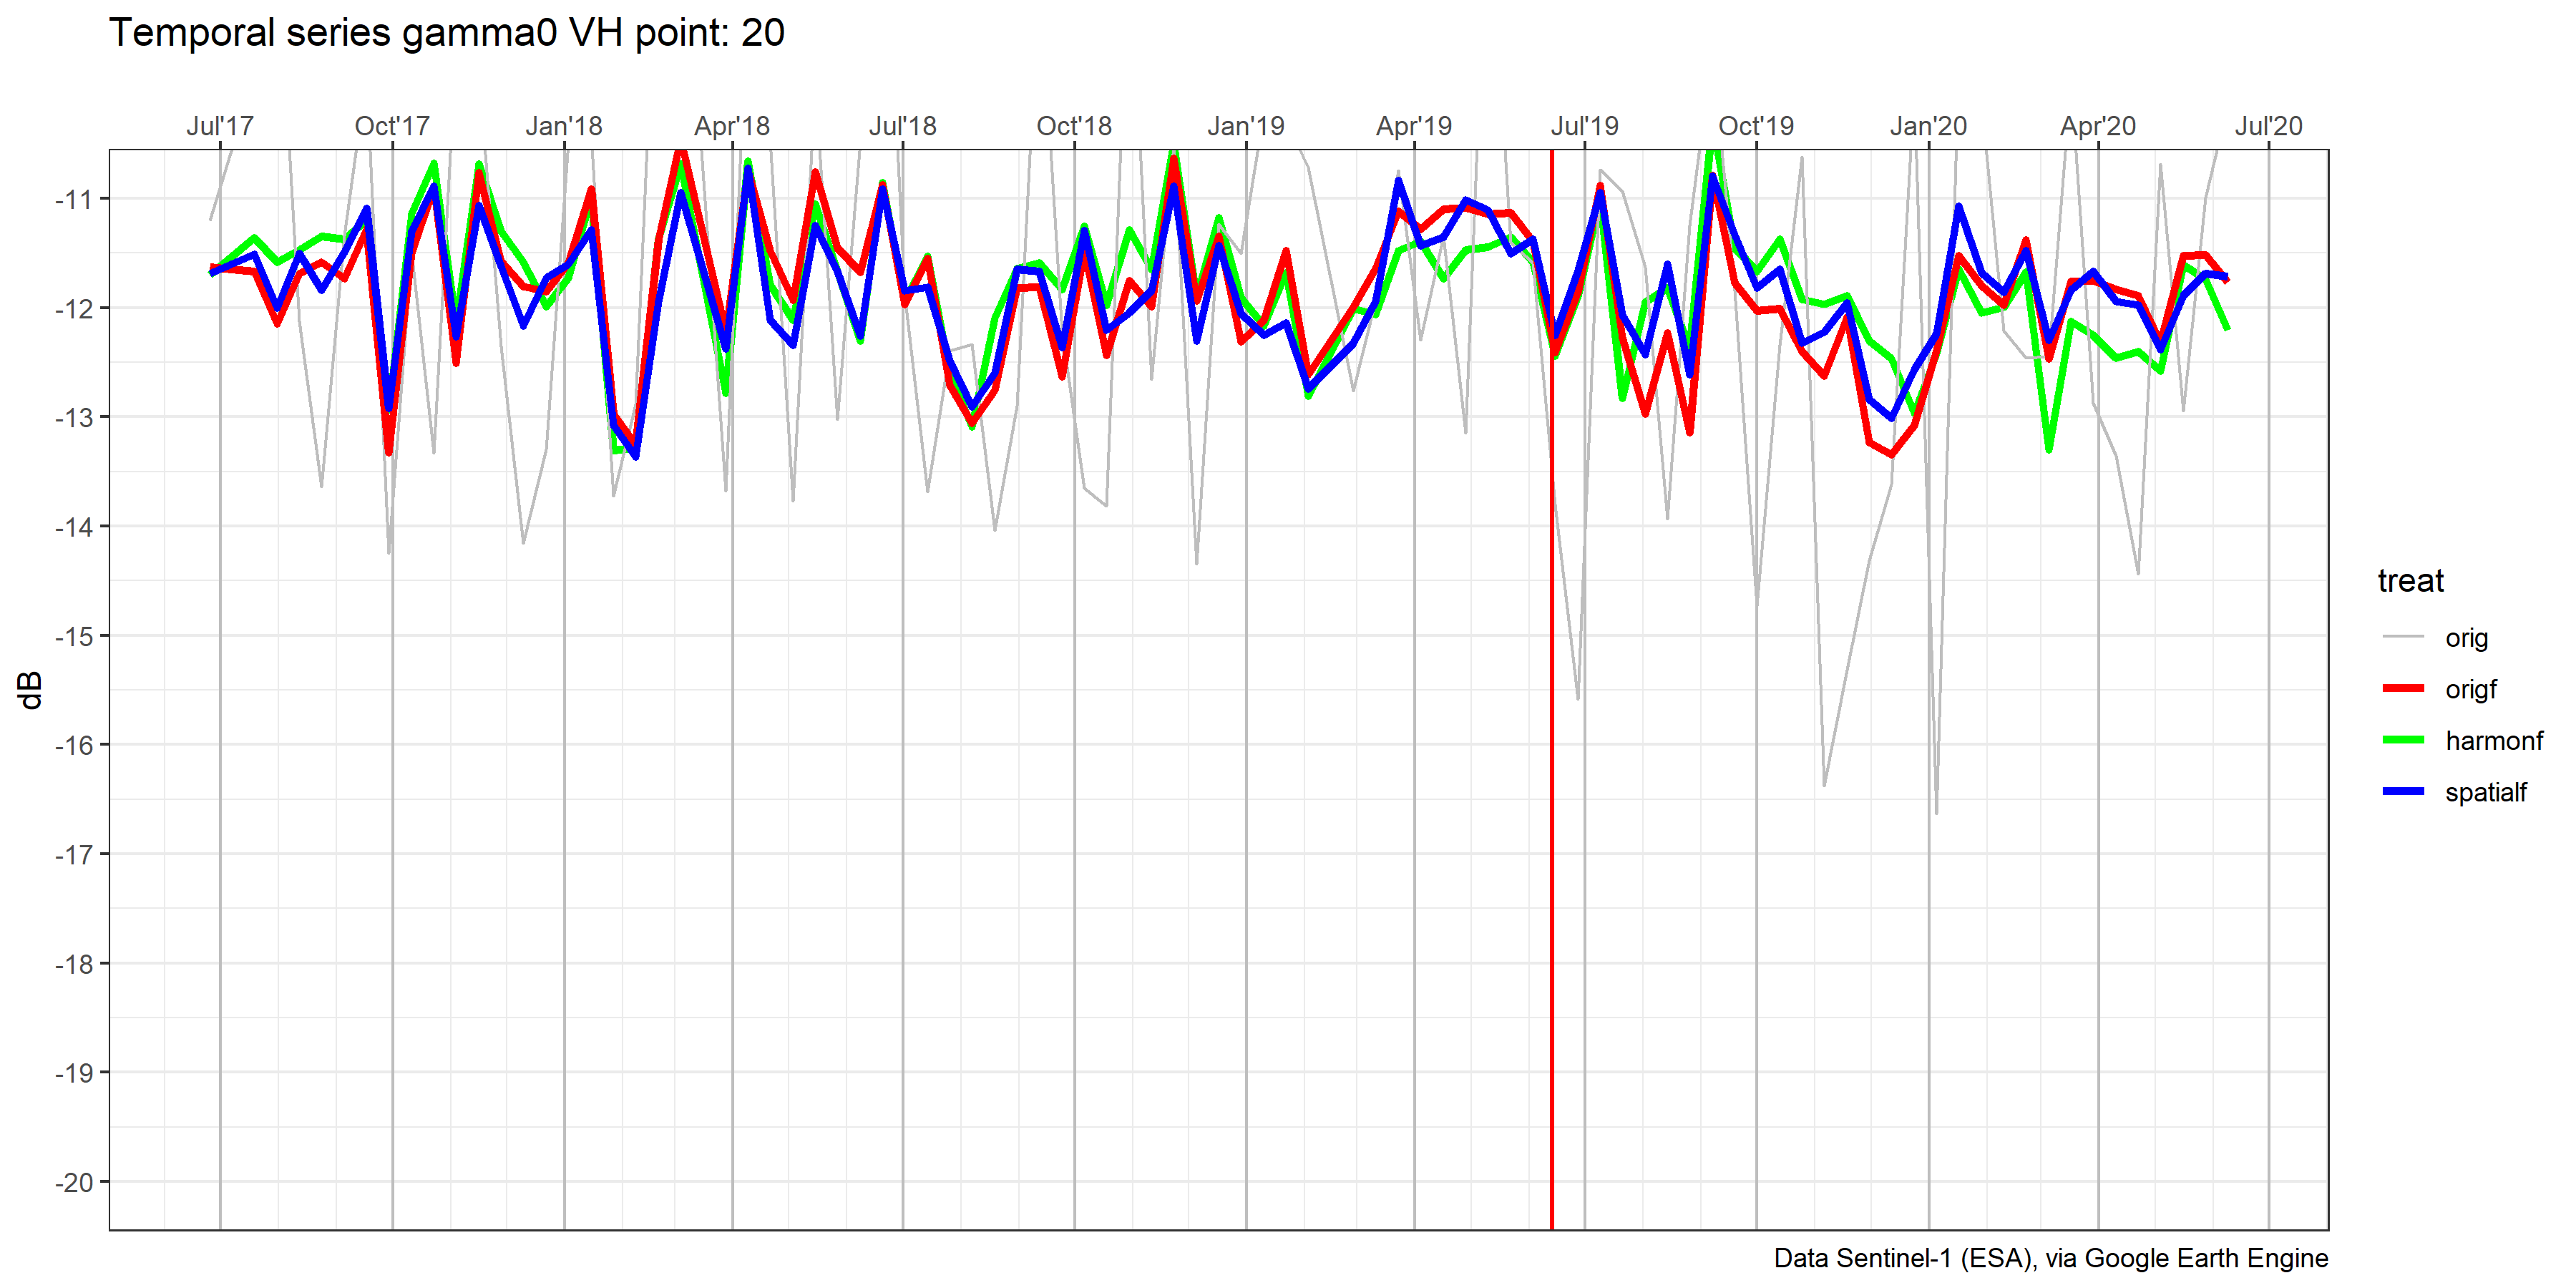 Temporal series gamma0 VH point: 20
Jul'17 Oct'17 Jan'18 Apr'18 Jul'18 Oct'18 Jan'19 Apr'19 Jul'19 Oct'19 Jan'20 Apr'20 Jul'20
-11
-12
-13
-14
-15
-16
-17
-18
-19
-20
dB
treat
orig
origf
harmonf
spatialf
Data Sentinel-1 (ESA), via Google Earth Engine